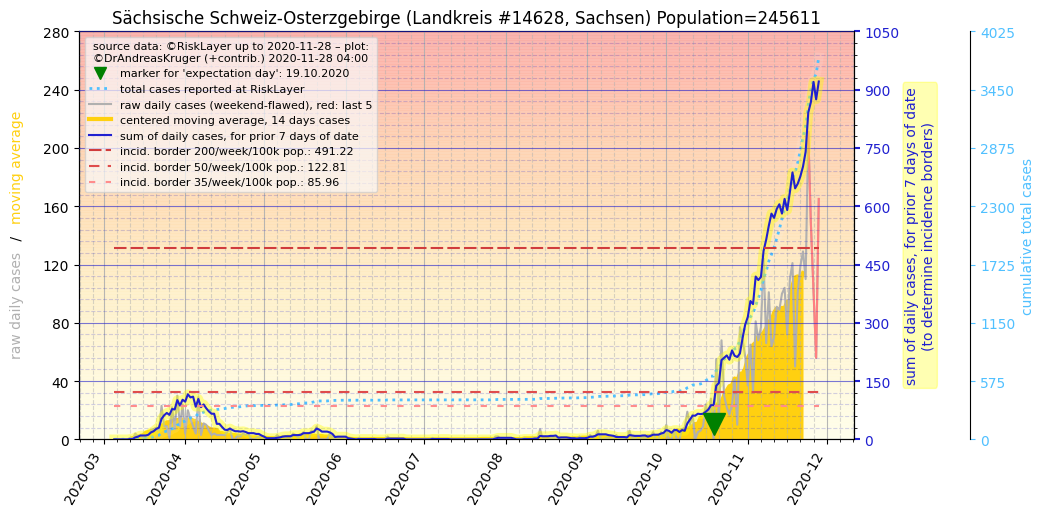 Sächsische Schweiz-Osterzgebirge (Landkreis #14628, Sachsen) Population=245611
source data: ©RiskLayer up to 2020-11-28 – plot:
©DrAndreasKruger (+contrib.) 2020-11-28 04:00
marker for 'expectation day': 19.10.2020
total cases reported at RiskLayer
raw daily cases (weekend-flawed), red: last 5
centered moving average, 14 days cases
sum of daily cases, for prior 7 days of date
incid. border 200/week/100k pop.: 491.22
incid. border 50/week/100k pop.: 122.81
incid. border 35/week/100k pop.: 85.96
raw daily cases / moving average
280
240
200
160
120
80
40
0
1050
900
750
600
450
300
150
0
sum of daily cases, for prior 7 days of date
(to determine incidence borders)
4025
3450
2875
2300
1725
1150
575
0
cumulative total cases
2020-03
2020-04
2020-05
2020-06
2020-07
2020-08
2020-09
2020-10
2020-11
2020-12